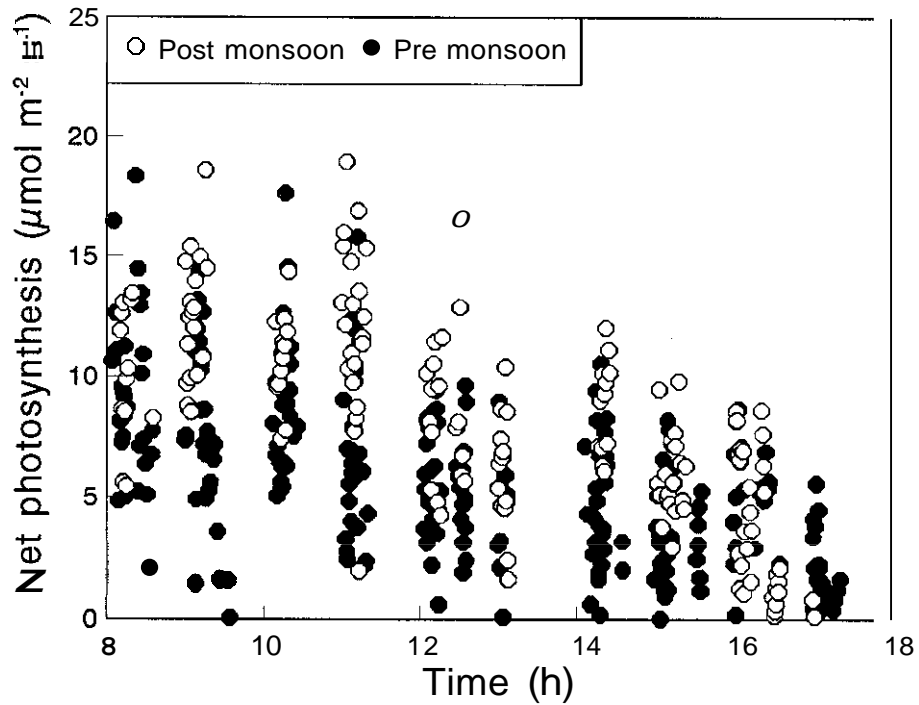 Net photosynthesis (µmol m⁻² s⁻¹)
25
20
15
10
5
0
○ Post monsoon ● Pre monsoon
8 10 12 14 16 18
Time (h)